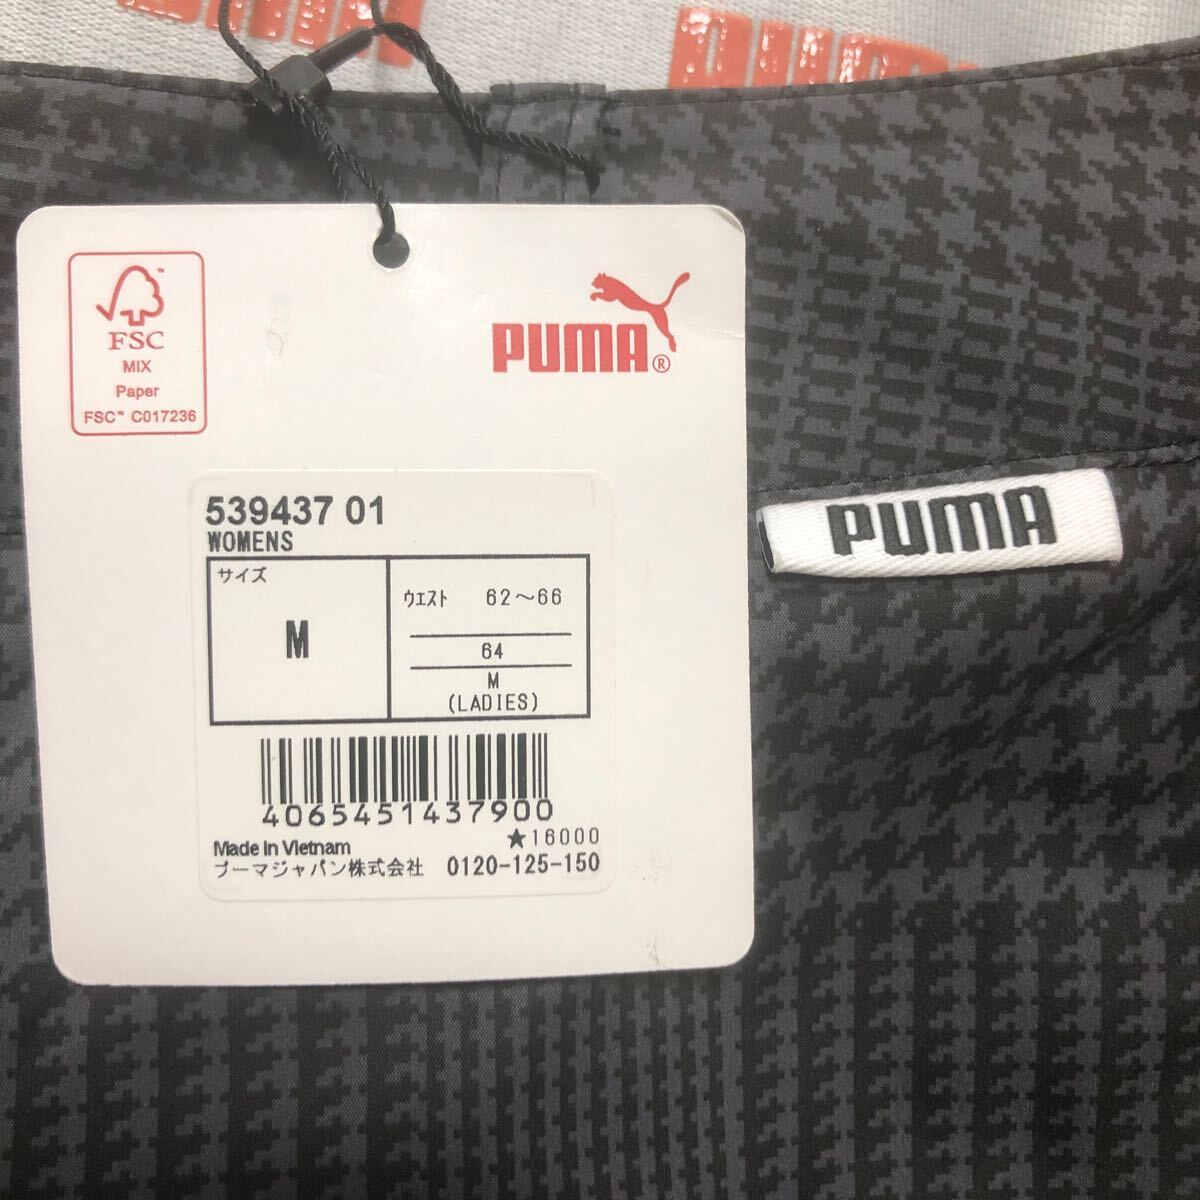 PUMA
FSC™
MIX
Paper
FSC™ C017236
PUMA®
539437 01
WOMENS
サイズ
M
ウエスト 62～66
64
M
(LADIES)
4065451437900
★16000
Made in Vietnam
プーマジャパン株式会社 0120-125-150
PUMA